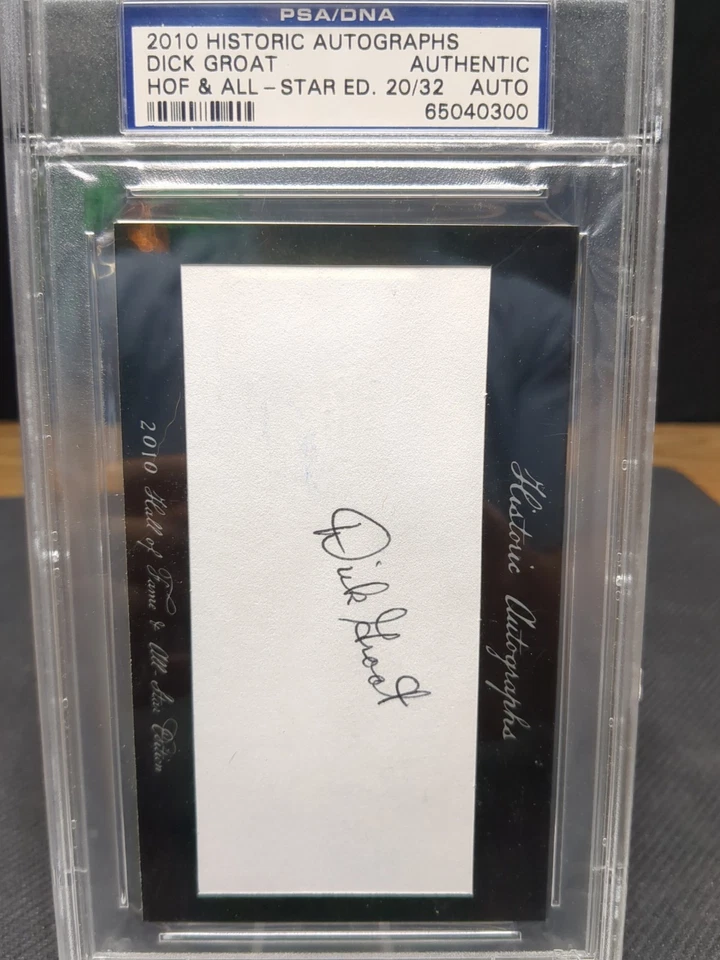 PSA/DNA
2010 HISTORIC AUTOGRAPHS
DICK GROAT AUTHENTIC
HOF & ALL-STAR ED. 20/32 AUTO
65040300
Historic Autographs
Dick Groat
2010 Hall of Fame & All-Star Edition